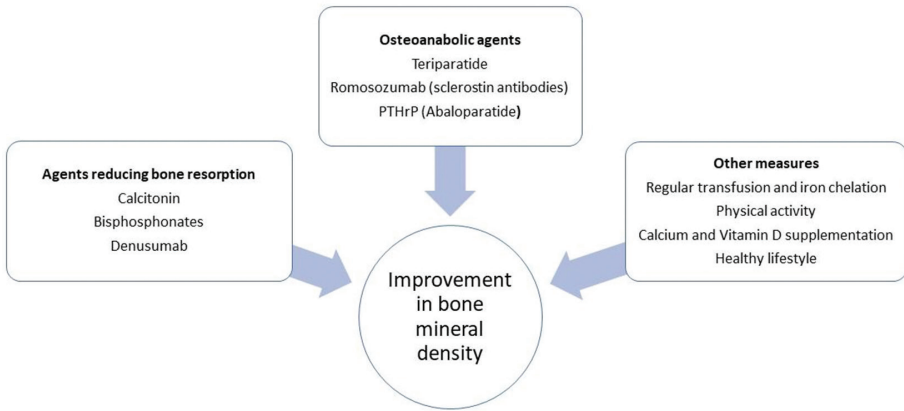 Osteoanabolic agents
Teriparatide
Romosozumab (sclerostin antibodies)
PTHrP (Abaloparatide)
Agents reducing bone resorption
Calcitonin
Bisphosphonates
Denusumab
Other measures
Regular transfusion and iron chelation
Physical activity
Calcium and Vitamin D supplementation
Healthy lifestyle
Improvement
in bone
mineral
density